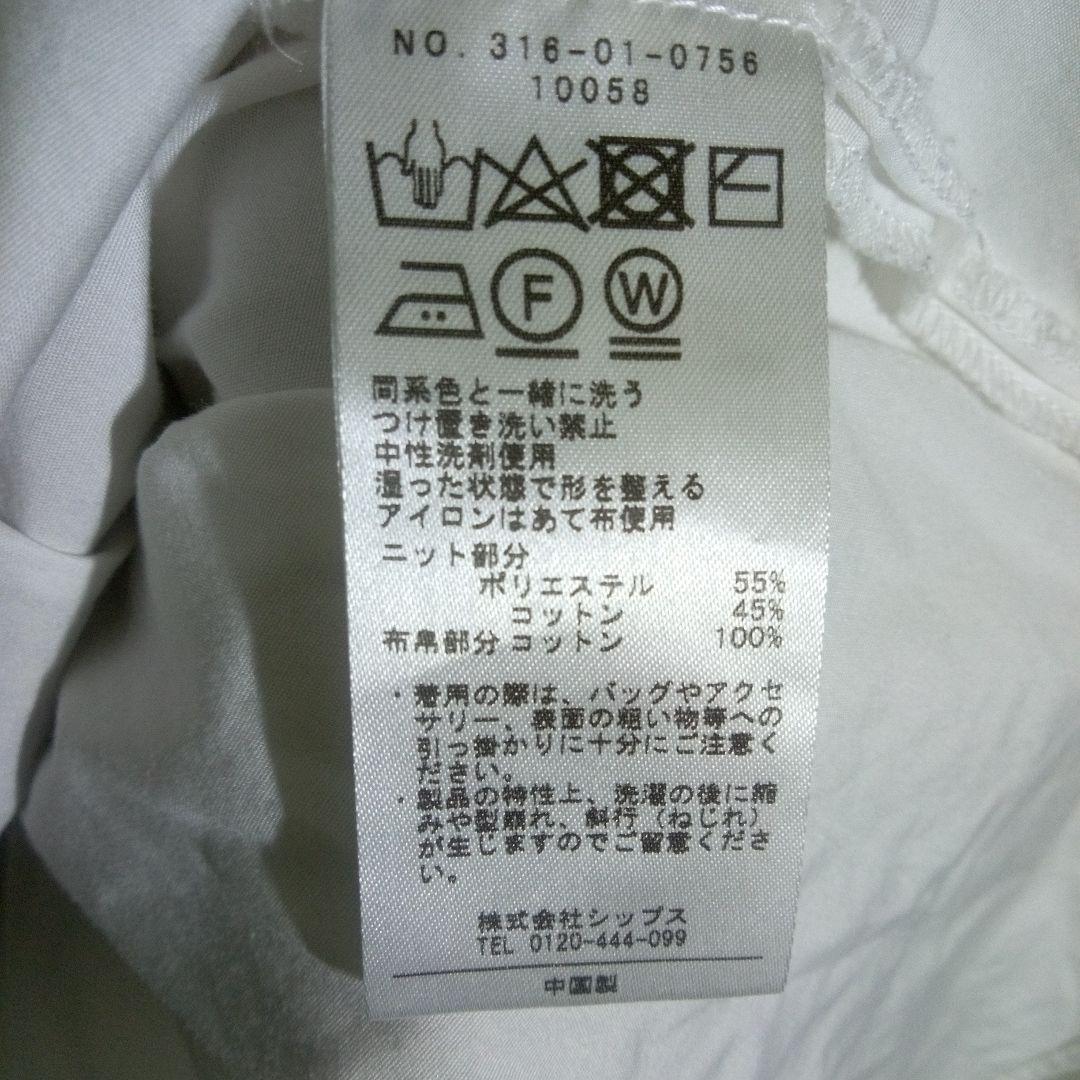 NO. 316-01-0756
10058
F
W
同系色と一緒に洗う
つけ置き洗い禁止
中性洗剤使用
湿った状態で形を整える
アイロンはあて布使用
ニット部分
ポリエステル 55%
コットン 45%
布帛部分 コットン 100%
・着用の際は、バッグやアクセ
サリー、表面の粗い物等への
引っ掛かりに十分にご注意く
ださい。
・製品の特性上、洗濯の後に縮
みや型崩れ、斜行(ねじれ)
が生じますのでご留意くださ
い。
株式会社シップス
TEL 0120-444-099
中国製